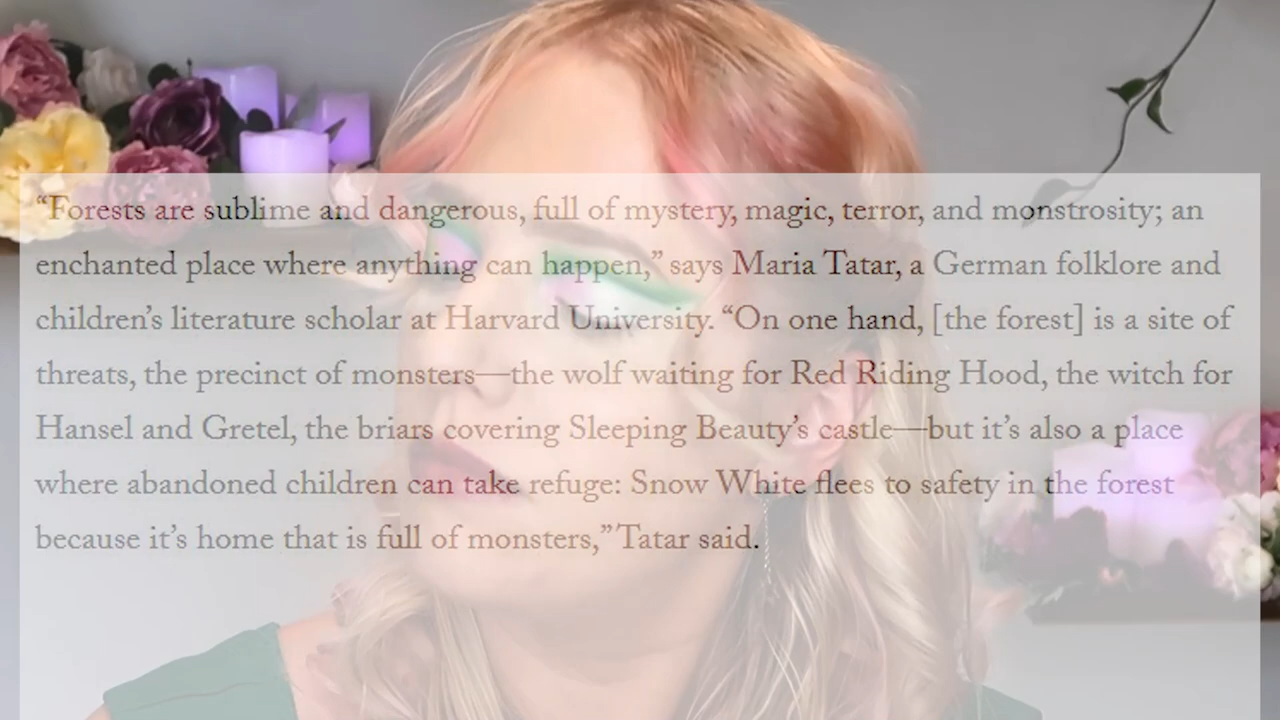 “Forests are sublime and dangerous, full of mystery, magic, terror, and monstrosity; an
enchanted place where anything can happen,” says Maria Tatar, a German folklore and
children’s literature scholar at Harvard University. “On one hand, [the forest] is a site of
threats, the precinct of monsters—the wolf waiting for Red Riding Hood, the witch for
Hansel and Gretel, the briars covering Sleeping Beauty’s castle—but it’s also a place
where abandoned children can take refuge: Snow White flees to safety in the forest
because it’s home that is full of monsters,” Tatar said.